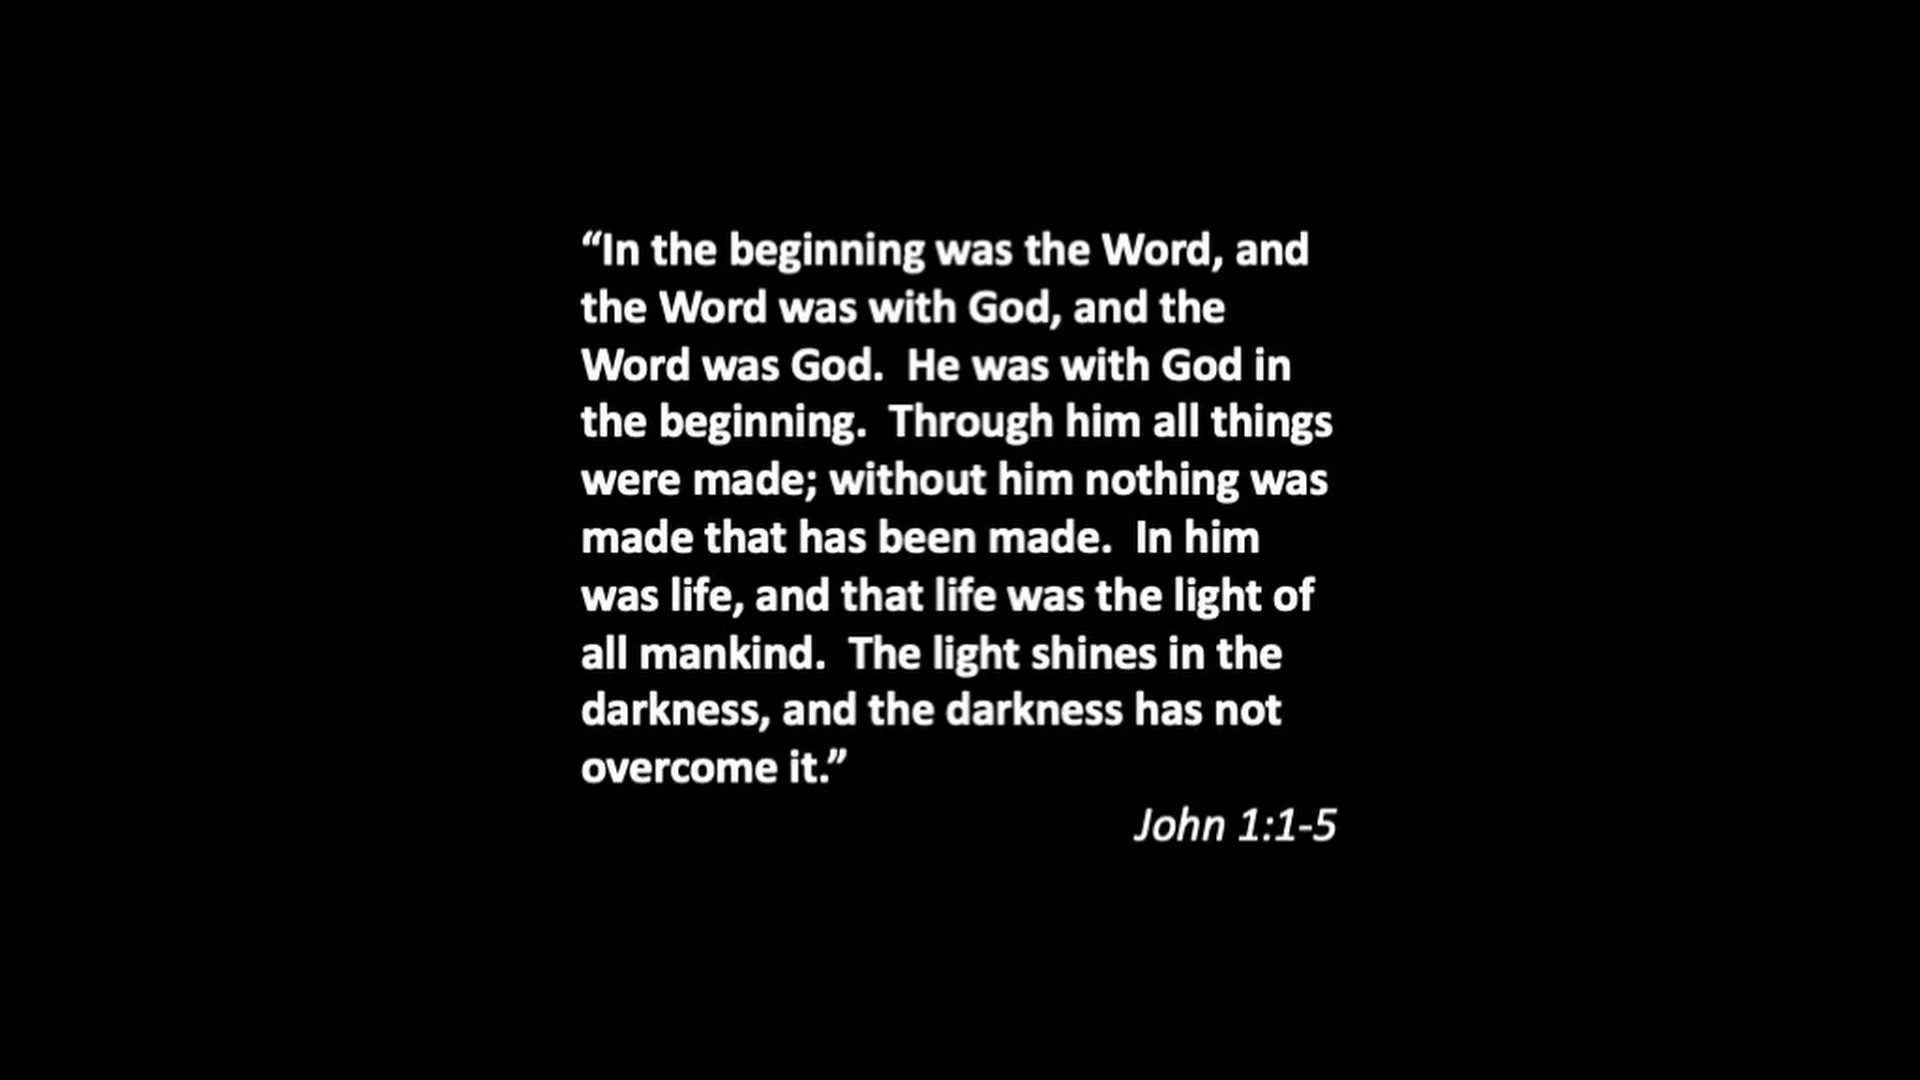 “In the beginning was the Word, and
the Word was with God, and the
Word was God.  He was with God in
the beginning.  Through him all things
were made; without him nothing was
made that has been made.  In him
was life, and that life was the light of
all mankind.  The light shines in the
darkness, and the darkness has not
overcome it.”
John 1:1-5